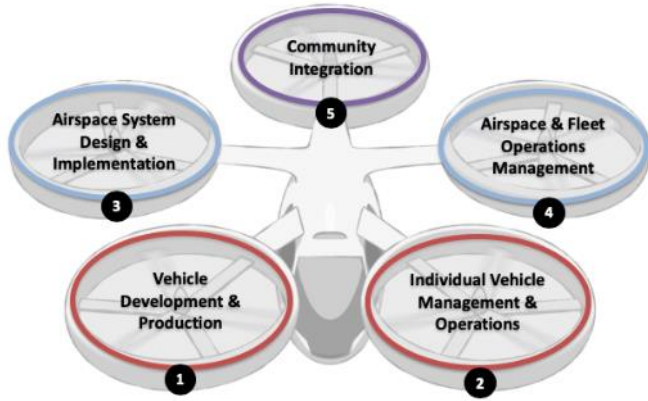 Community
Integration
5
Airspace System
Design &
Implementation
3
Airspace & Fleet
Operations
Management
4
Vehicle
Development &
Production
1
Individual Vehicle
Management &
Operations
2